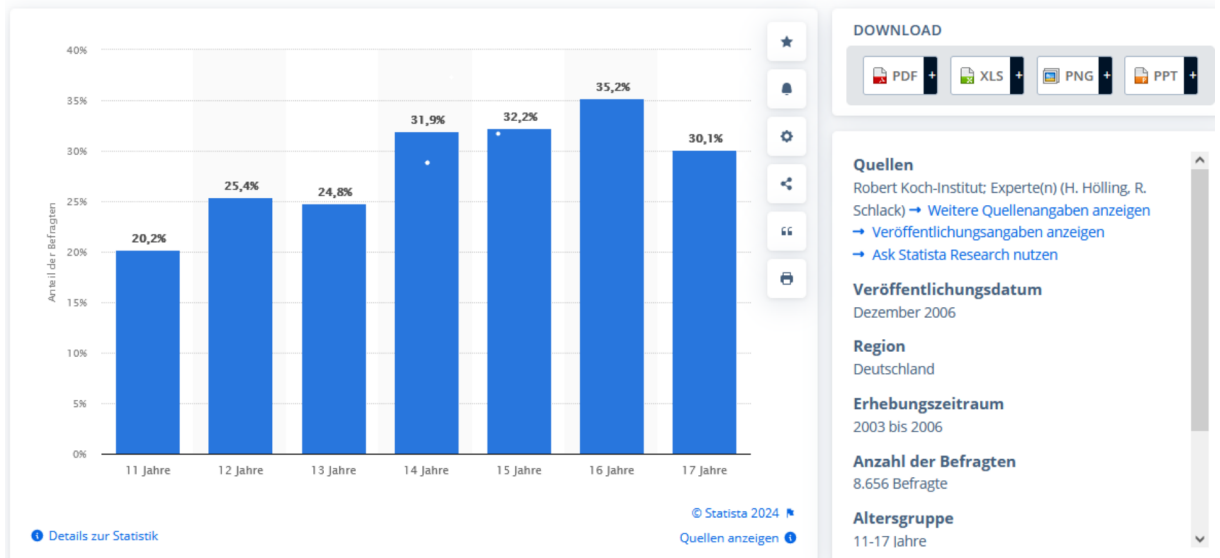 40%
35%
30%
25%
20%
15%
10%
5%
0%
Anteil der Befragten
20,2%
25,4%
24,8%
31,9%
32,2%
35,2%
30,1%
11 Jahre
12 Jahre
13 Jahre
14 Jahre
15 Jahre
16 Jahre
17 Jahre
© Statista 2024
Details zur Statistik
Quellen anzeigen
DOWNLOAD
PDF +
XLS +
PNG +
PPT +
Quellen
Robert Koch-Institut; Experte(n) (H. Hölling, R.
Schlack) → Weitere Quellenangaben anzeigen
→ Veröffentlichungsangaben anzeigen
→ Ask Statista Research nutzen
Veröffentlichungsdatum
Dezember 2006
Region
Deutschland
Erhebungszeitraum
2003 bis 2006
Anzahl der Befragten
8.656 Befragte
Altersgruppe
11-17 Jahre